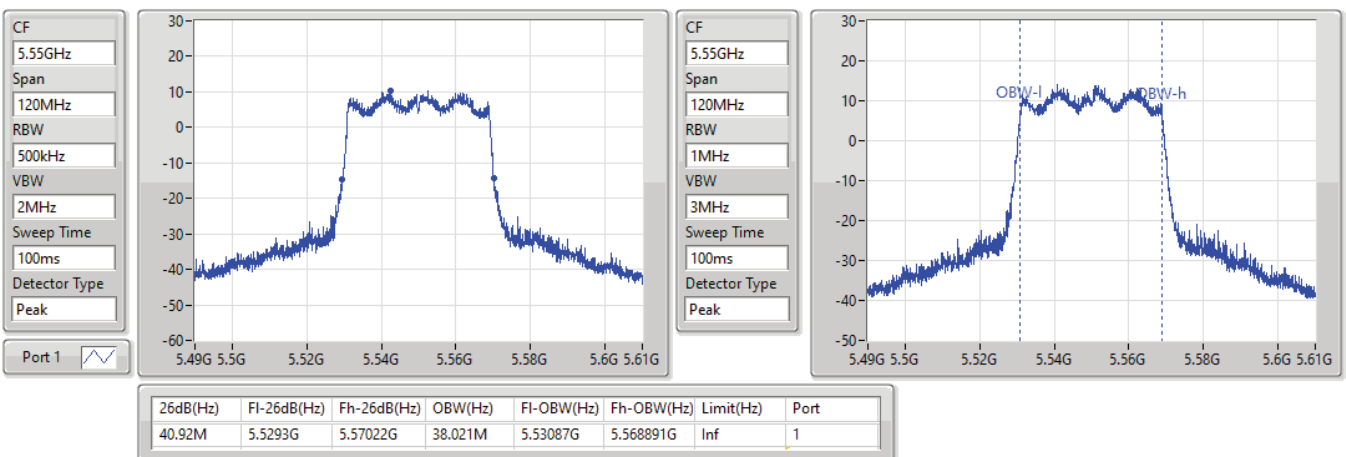 CF
5.55GHz
Span
120MHz
RBW
500kHz
VBW
2MHz
Sweep Time
100ms
Detector Type
Peak
Port 1
30
20
10
0
-10
-20
-30
-40
-50
-60
5.49G 5.5G 5.52G 5.54G 5.56G 5.58G 5.6G 5.61G
CF
5.55GHz
Span
120MHz
RBW
1MHz
VBW
3MHz
Sweep Time
100ms
Detector Type
Peak
30
20
10
0
-10
-20
-30
-40
-50
OBW-l OBW-h
5.49G 5.5G 5.52G 5.54G 5.56G 5.58G 5.6G 5.61G
26dB(Hz) Fl-26dB(Hz) Fh-26dB(Hz) OBW(Hz) Fl-OBW(Hz) Fh-OBW(Hz) Limit(Hz) Port
40.92M 5.5293G 5.57022G 38.021M 5.53087G 5.568891G Inf 1